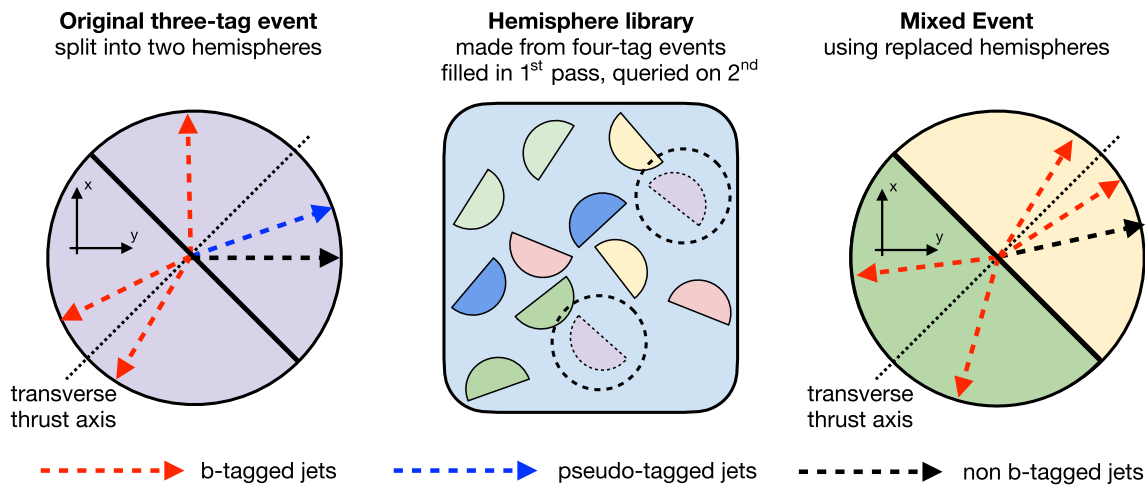 Original three-tag event
split into two hemispheres
Hemisphere library
made from four-tag events
filled in 1st pass, queried on 2nd
Mixed Event
using replaced hemispheres
x
y
transverse
thrust axis
x
y
transverse
thrust axis
b-tagged jets
pseudo-tagged jets
non b-tagged jets